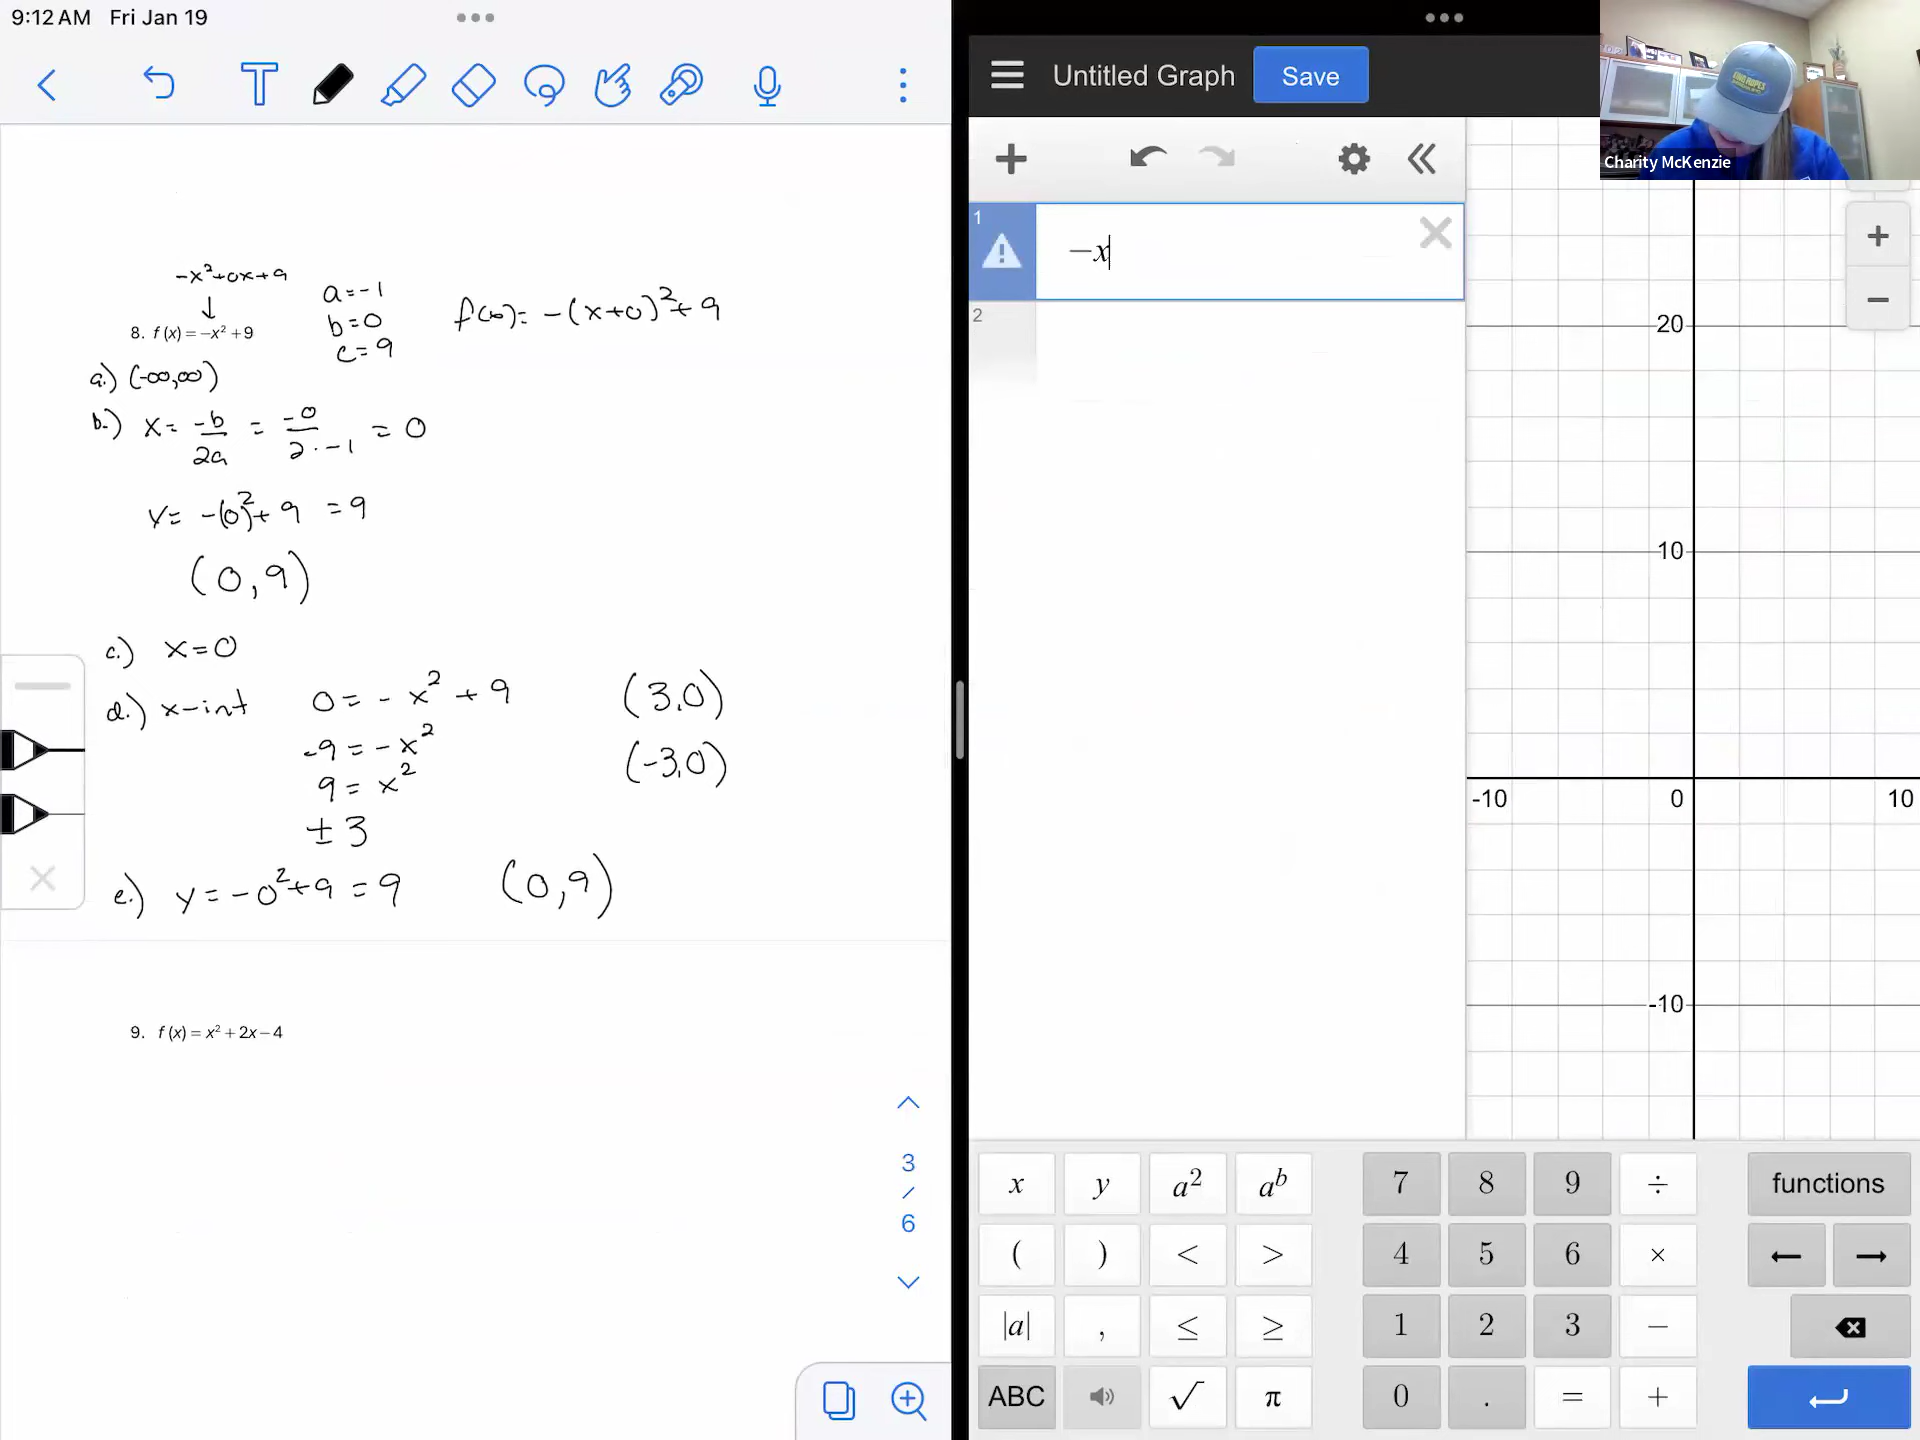 9:12 AM Fri Jan 19
T
Untitled Graph
Save
Charity McKenzie
-x²+0x+9
↓
8. f(x) = -x² + 9
a=-1
b=0
c=9
f(x) = -(x+0)²+9
a.) (-∞,∞)
b.) x= -b/2a = -0/2·-1 = 0
y= -(0)²+9 =9
(0,9)
c.) x=0
d.) x-int
0= -x²+9
(3,0)
-9=-x²
(-3,0)
9= x²
±3
e.) y=-0²+9 =9
(0,9)
9. f(x) = x² + 2x - 4
3
/
6
1
-x
2
20
10
-10
0
10
-10
x y a² aᵇ 7 8 9 ÷ functions
( ) < > 4 5 6 × ← →
|a| , ≤ ≥ 1 2 3 −
ABC √ π 0 . = +